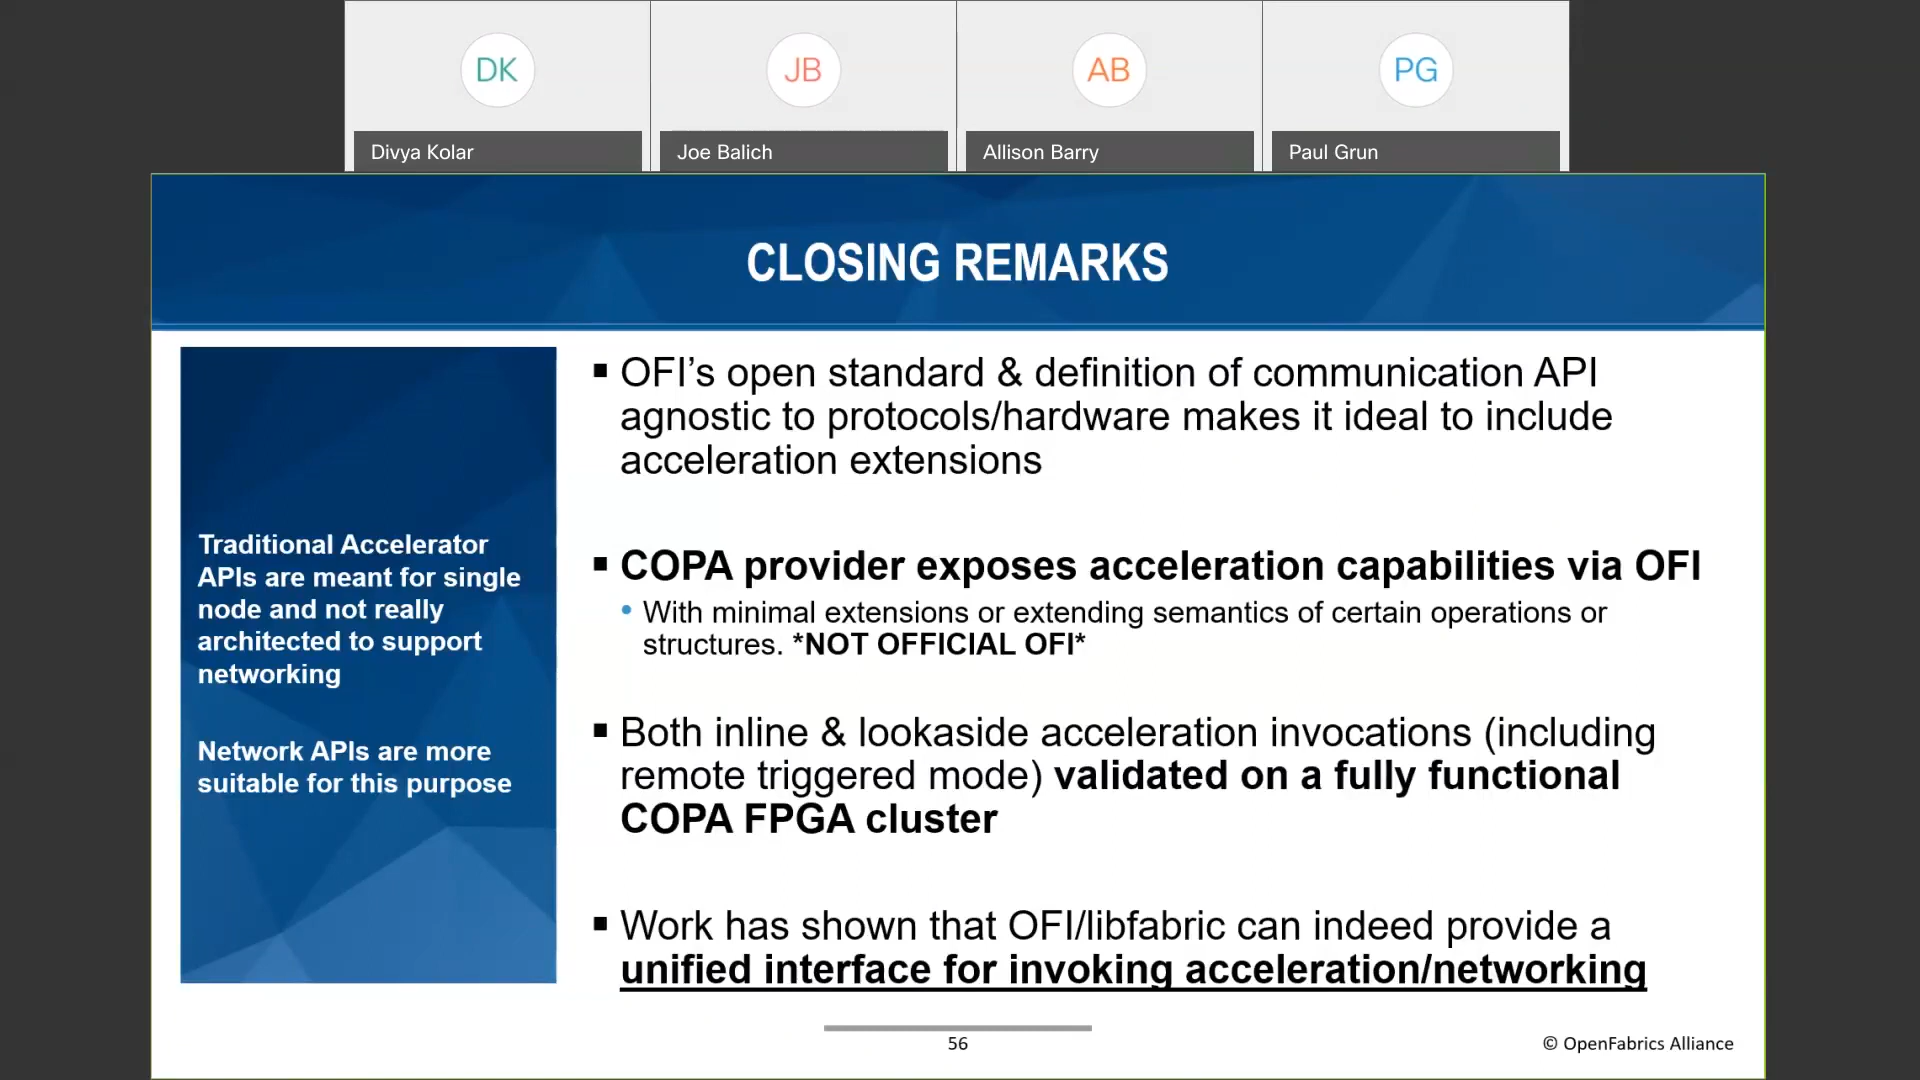 DK
JB
AB
PG
Divya Kolar
Joe Balich
Allison Barry
Paul Grun
CLOSING REMARKS
Traditional Accelerator
APIs are meant for single
node and not really
architected to support
networking
Network APIs are more
suitable for this purpose
▪ OFI’s open standard & definition of communication API
agnostic to protocols/hardware makes it ideal to include
acceleration extensions
▪ COPA provider exposes acceleration capabilities via OFI
• With minimal extensions or extending semantics of certain operations or
structures. *NOT OFFICIAL OFI*
▪ Both inline & lookaside acceleration invocations (including
remote triggered mode) validated on a fully functional
COPA FPGA cluster
▪ Work has shown that OFI/libfabric can indeed provide a
unified interface for invoking acceleration/networking
56
© OpenFabrics Alliance